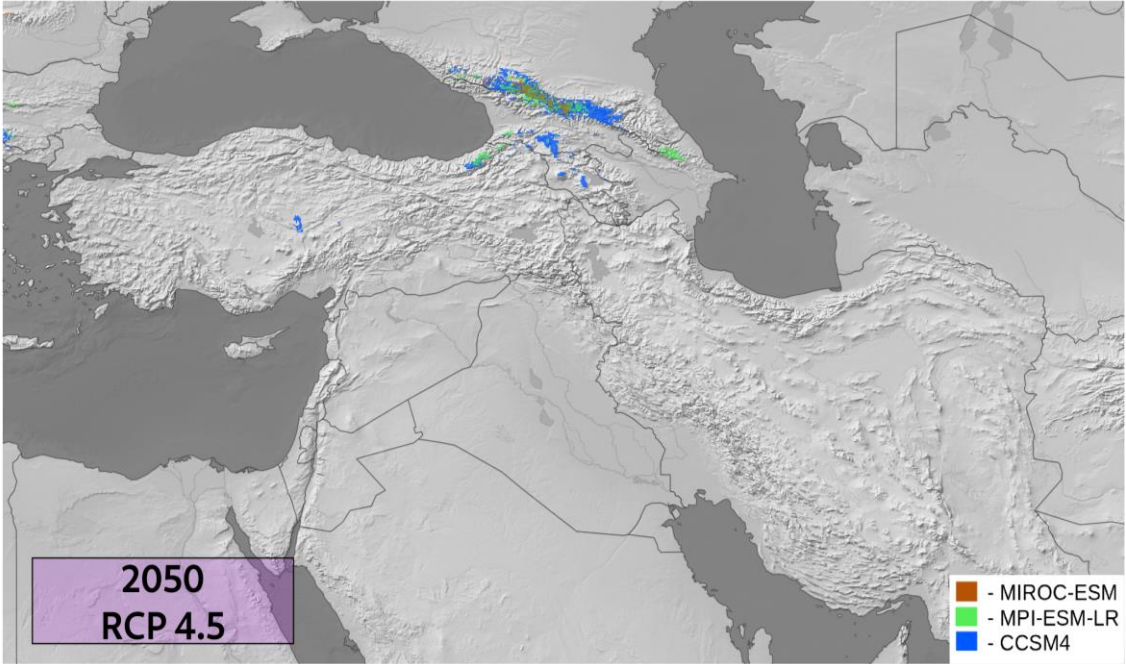 2050
RCP 4.5
- MIROC-ESM
- MPI-ESM-LR
- CCSM4